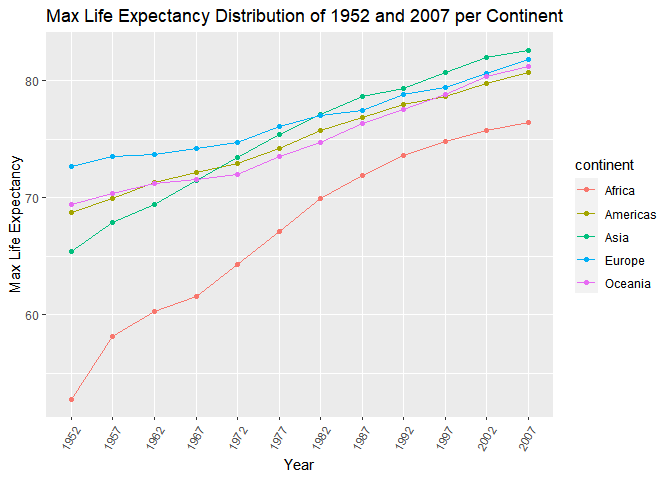 Max Life Expectancy Distribution of 1952 and 2007 per Continent
Max Life Expectancy
80
70
60
1952 1957 1962 1967 1972 1977 1982 1987 1992 1997 2002 2007
Year
continent
Africa
Americas
Asia
Europe
Oceania